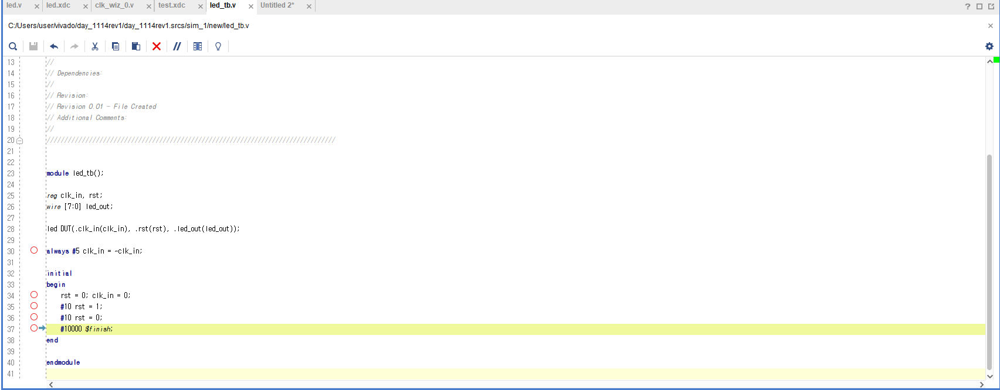 led.v led.xdc clk_wiz_0.v test.xdc led_tb.v Untitled 2*
C:/Users/user/vivado/day_1114rev1/day_1114rev1.srcs/sim_1/new/led_tb.v
13 //
14 // Dependencies:
15 //
16 // Revision:
17 // Revision 0.01 - File Created
18 // Additional Comments:
19 //
20 //////////////////////////////////////////////////////////////////////////////////
21
22
23 module led_tb();
24
25 reg clk_in, rst;
26 wire [7:0] led_out;
27
28 led DUT(.clk_in(clk_in), .rst(rst), .led_out(led_out));
29
30 always #5 clk_in = ~clk_in;
31
32 initial
33 begin
34 rst = 0; clk_in = 0;
35 #10 rst = 1;
36 #10 rst = 0;
37 #10000 $finish;
38 end
39
40 endmodule
41